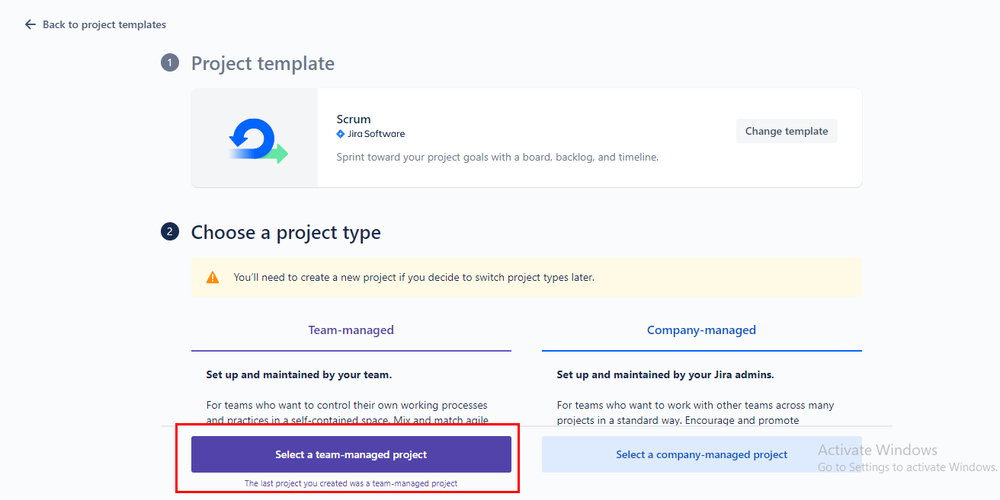 Back to project templates
1 Project template
Scrum
Jira Software
Change template
Sprint toward your project goals with a board, backlog, and timeline.
2 Choose a project type
You'll need to create a new project if you decide to switch project types later.
Team-managed
Set up and maintained by your team.
For teams who want to control their own working processes
and practices in a self-contained space. Mix and match agile
Select a team-managed project
The last project you created was a team-managed project
Company-managed
Set up and maintained by your Jira admins.
For teams who want to work with other teams across many
projects in a standard way. Encourage and promote
Select a company-managed project
Activate Windows
Go to Settings to activate Windows.